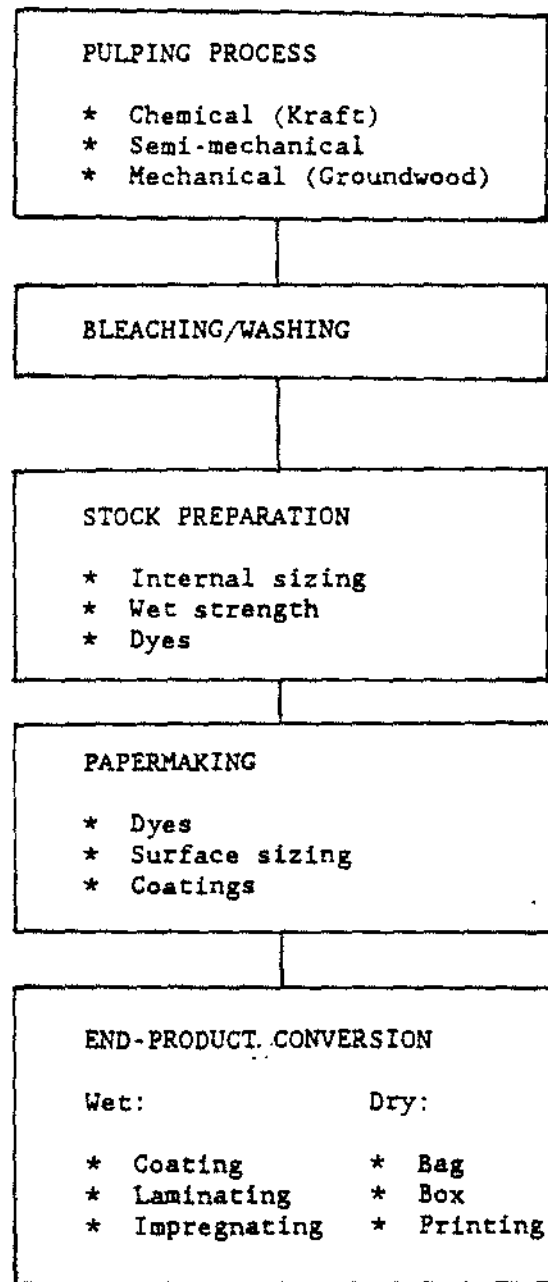 PULPING PROCESS
* Chemical (Kraft)
* Semi-mechanical
* Mechanical (Groundwood)
BLEACHING/WASHING
STOCK PREPARATION
* Internal sizing
* Wet strength
* Dyes
PAPERMAKING
* Dyes
* Surface sizing
* Coatings
END-PRODUCT CONVERSION
Wet: Dry:
* Coating * Bag
* Laminating * Box
* Impregnating * Printing